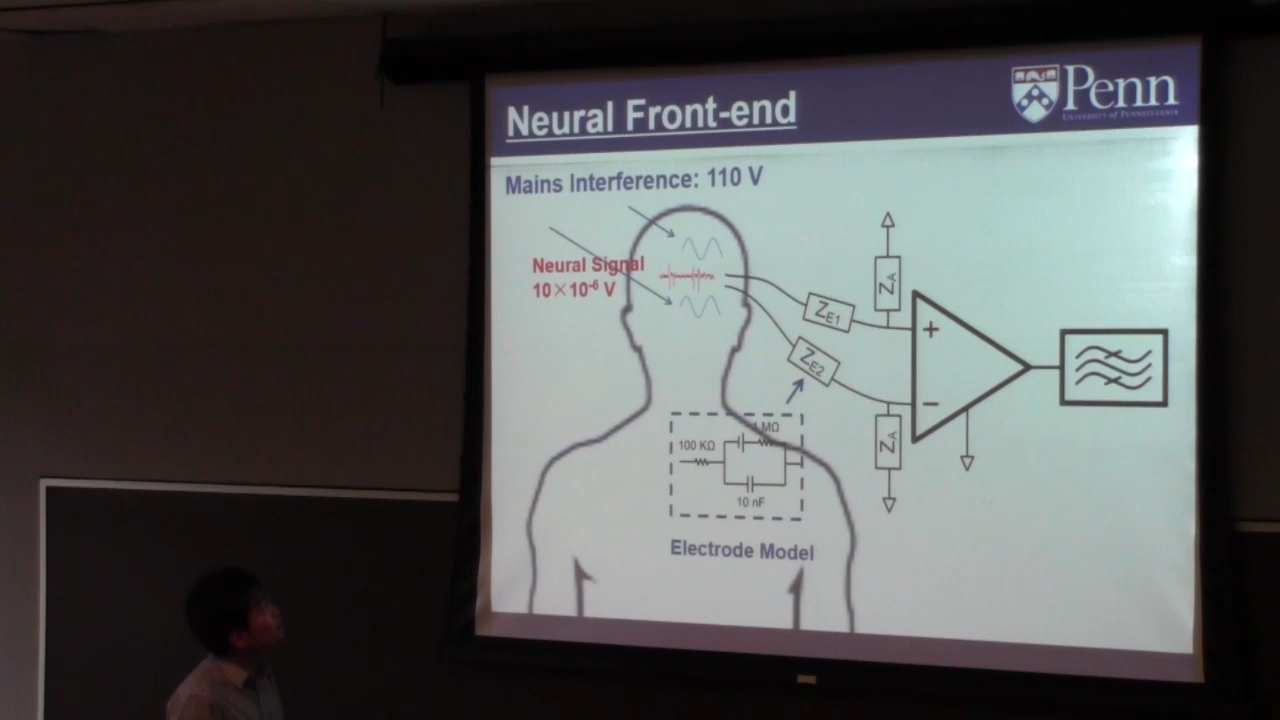 Neural Front-end
Penn
UNIVERSITY of PENNSYLVANIA
Mains Interference: 110 V
Neural Signal
10×10⁻⁶ V
Z_A
Z_E1
+
Z_E2
−
Z_A
MΩ
100 KΩ
10 nF
Electrode Model